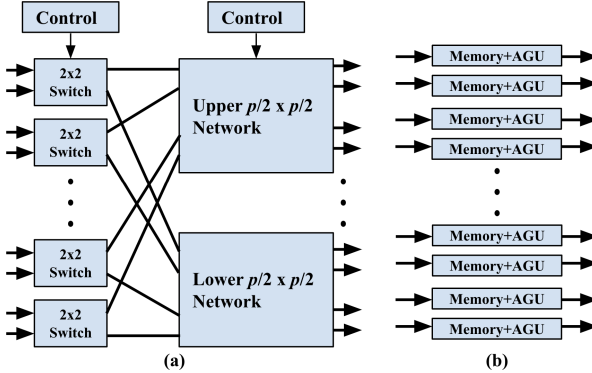 Control
Control
2x2
Switch
2x2
Switch
2x2
Switch
2x2
Switch
Upper p/2 x p/2
Network
Lower p/2 x p/2
Network
(a)
Memory+AGU
Memory+AGU
Memory+AGU
Memory+AGU
Memory+AGU
Memory+AGU
Memory+AGU
Memory+AGU
(b)